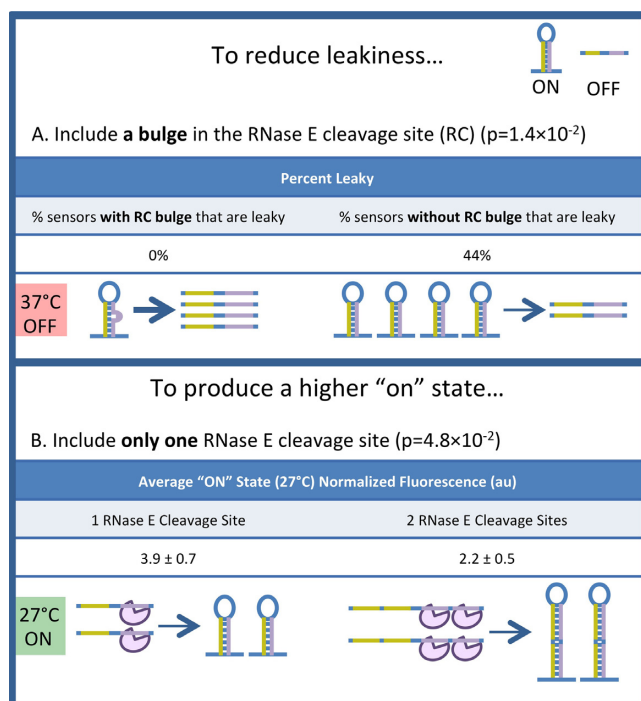 To reduce leakiness…
ON
OFF
A. Include a bulge in the RNase E cleavage site (RC) (p=1.4×10⁻²)
Percent Leaky
% sensors with RC bulge that are leaky
% sensors without RC bulge that are leaky
0%
44%
37°C
OFF
To produce a higher “on” state…
B. Include only one RNase E cleavage site (p=4.8×10⁻²)
Average “ON” State (27°C) Normalized Fluorescence (au)
1 RNase E Cleavage Site
2 RNase E Cleavage Sites
3.9 ± 0.7
2.2 ± 0.5
27°C
ON